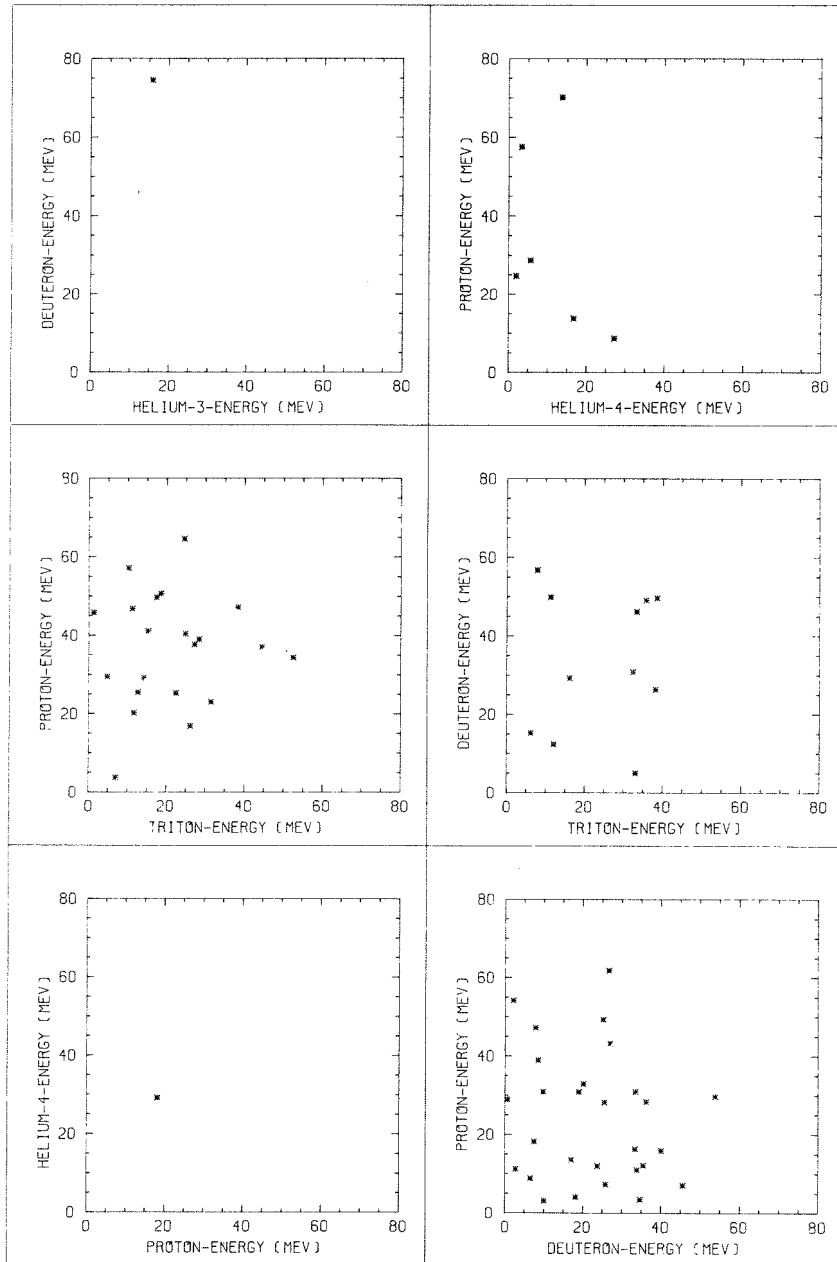 80
60
40
20
0
DEUTERON-ENERGY (MEV)
0 20 40 60 80
HELIUM-3-ENERGY (MEV)
80
60
40
20
0
PROTON-ENERGY (MEV)
0 20 40 60 80
HELIUM-4-ENERGY (MEV)
80
60
40
20
0
PROTON-ENERGY (MEV)
0 20 40 60 80
TRITON-ENERGY (MEV)
80
60
40
20
0
DEUTERON-ENERGY (MEV)
0 20 40 60 80
TRITON-ENERGY (MEV)
80
60
40
20
0
HELIUM-4-ENERGY (MEV)
0 20 40 60 80
PROTON-ENERGY (MEV)
80
60
40
20
0
PROTON-ENERGY (MEV)
0 20 40 60 80
DEUTERON-ENERGY (MEV)